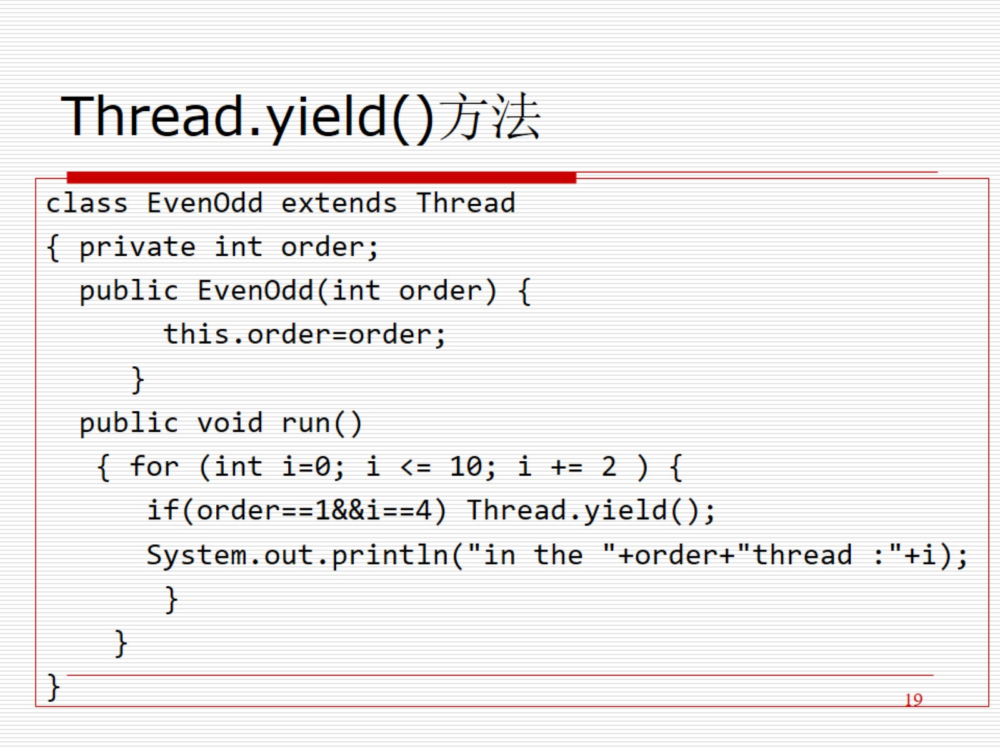 Thread.yield()方法
class EvenOdd extends Thread
{ private int order;
public EvenOdd(int order) {
this.order=order;
}
public void run()
{ for (int i=0; i <= 10; i += 2 ) {
if(order==1&&i==4) Thread.yield();
System.out.println("in the "+order+"thread :"+i);
}
}
}
19